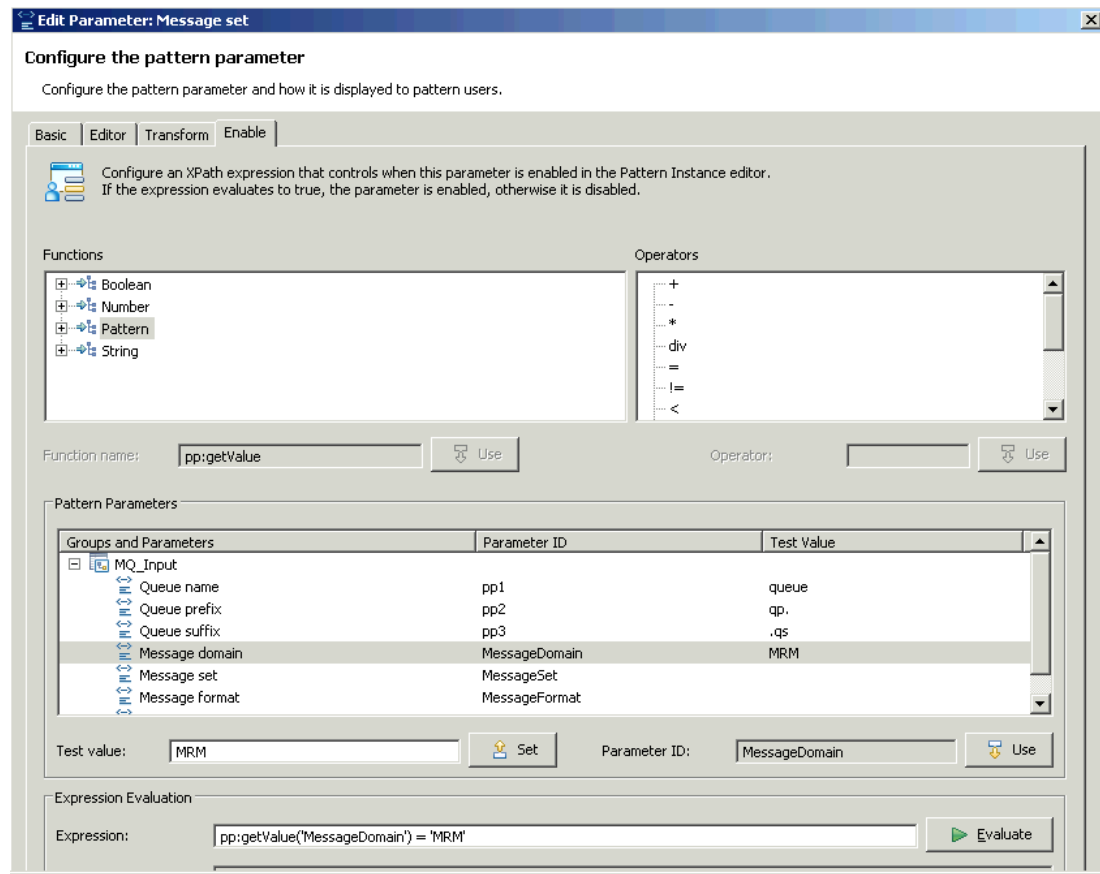 Edit Parameter: Message set
Configure the pattern parameter
Configure the pattern parameter and how it is displayed to pattern users.
Basic Editor Transform Enable
Configure an XPath expression that controls when this parameter is enabled in the Pattern Instance editor.
If the expression evaluates to true, the parameter is enabled, otherwise it is disabled.
Functions Operators
Boolean
Number
Pattern
String
+
-
*
div
=
!=
<
Function name: pp:getValue Use Operator: Use
Pattern Parameters
Groups and Parameters Parameter ID Test Value
MQ_Input
Queue name pp1 queue
Queue prefix pp2 qp.
Queue suffix pp3 .qs
Message domain MessageDomain MRM
Message set MessageSet
Message format MessageFormat
Test value: MRM Set Parameter ID: MessageDomain Use
Expression Evaluation
Expression: pp:getValue('MessageDomain') = 'MRM' Evaluate